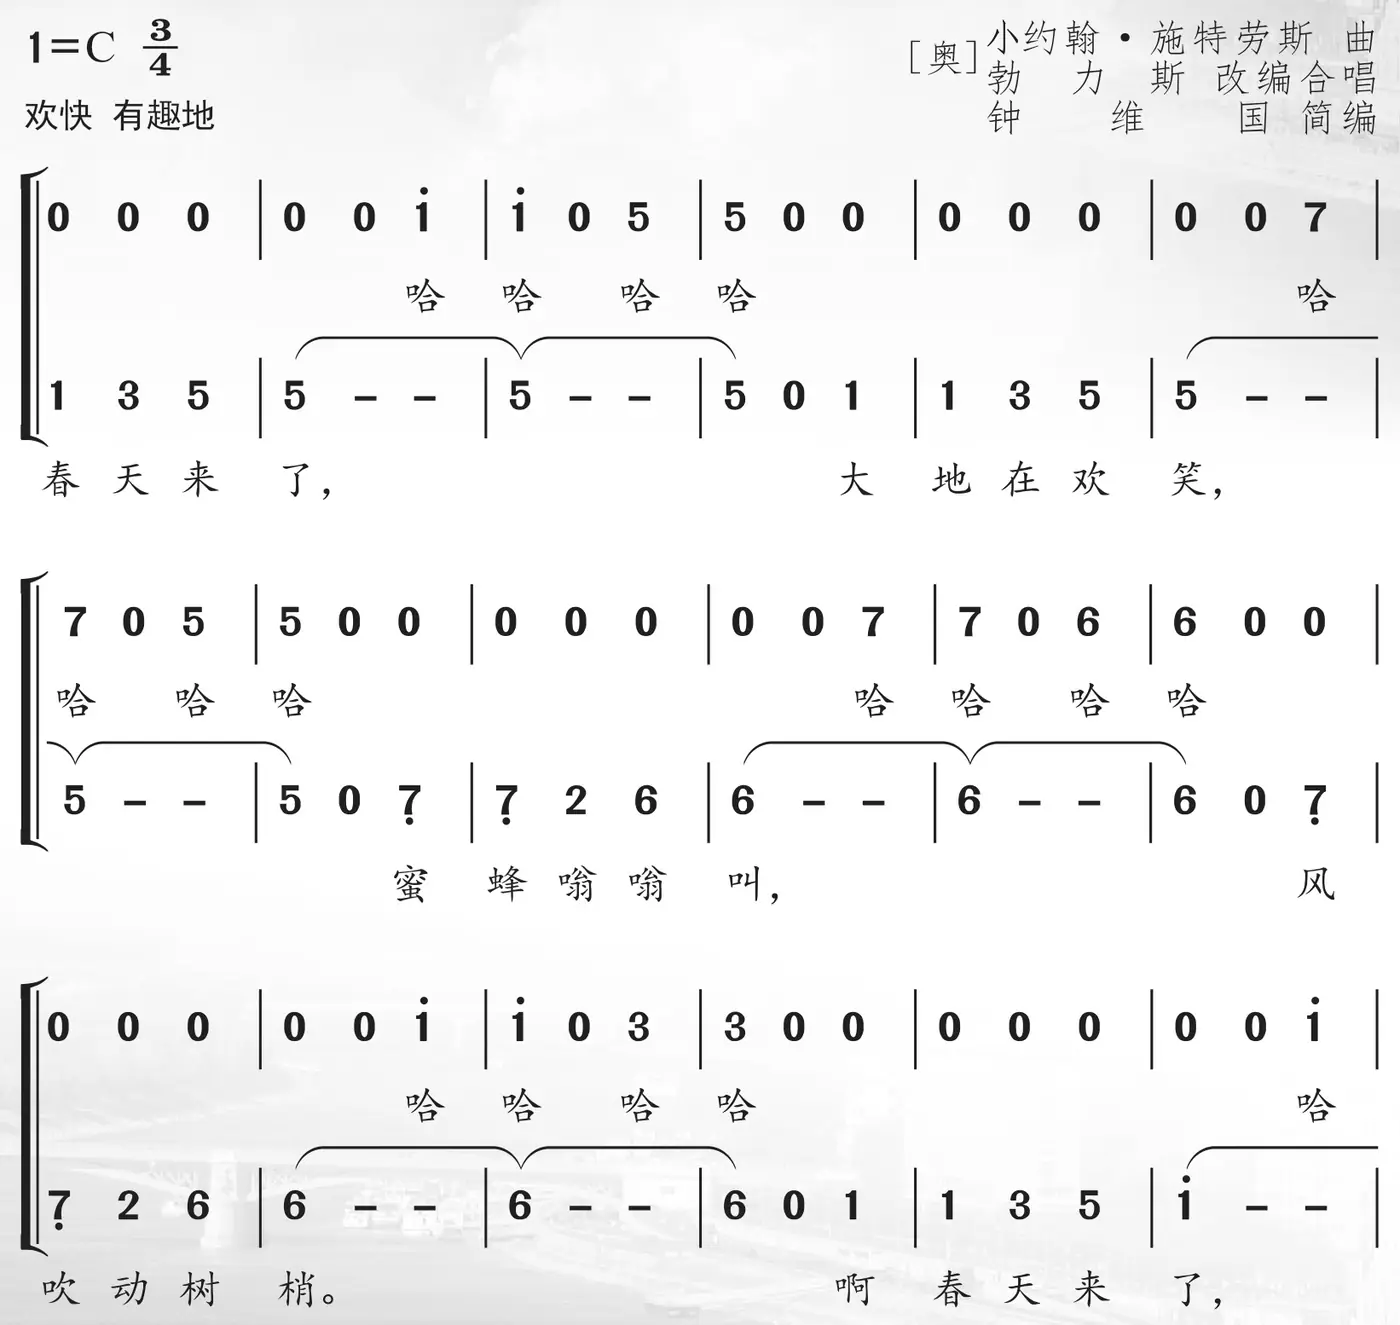 1=C 3/4
欢快 有趣地
[奥]小约翰·施特劳斯 曲
勃力斯 改编合唱
钟维国 简编
0 0 0 | 0 0 i | i 0 5 | 5 0 0 | 0 0 0 | 0 0 7 |
哈 哈 哈 哈 哈
1 3 5 | 5 - - | 5 - - | 5 0 1 | 1 3 5 | 5 - - |
春 天 来 了, 大 地 在 欢 笑,
7 0 5 | 5 0 0 | 0 0 0 | 0 0 7 | 7 0 6 | 6 0 0 |
哈 哈 哈 哈 哈 哈 哈
5 - - | 5 0 7̣ | 7̣ 2 6 | 6 - - | 6 - - | 6 0 7̣ |
蜜 蜂 嗡 嗡 叫, 风
0 0 0 | 0 0 i | i 0 3 | 3 0 0 | 0 0 0 | 0 0 i |
哈 哈 哈 哈 哈
7̣ 2 6 | 6 - - | 6 - - | 6 0 1 | 1 3 5 | i - - |
吹 动 树 梢。 啊 春 天 来 了,